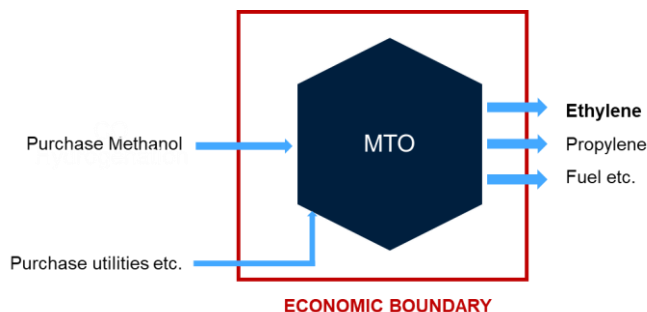 Purchase Methanol
MTO
Ethylene
Propylene
Fuel etc.
Purchase utilities etc.
ECONOMIC BOUNDARY